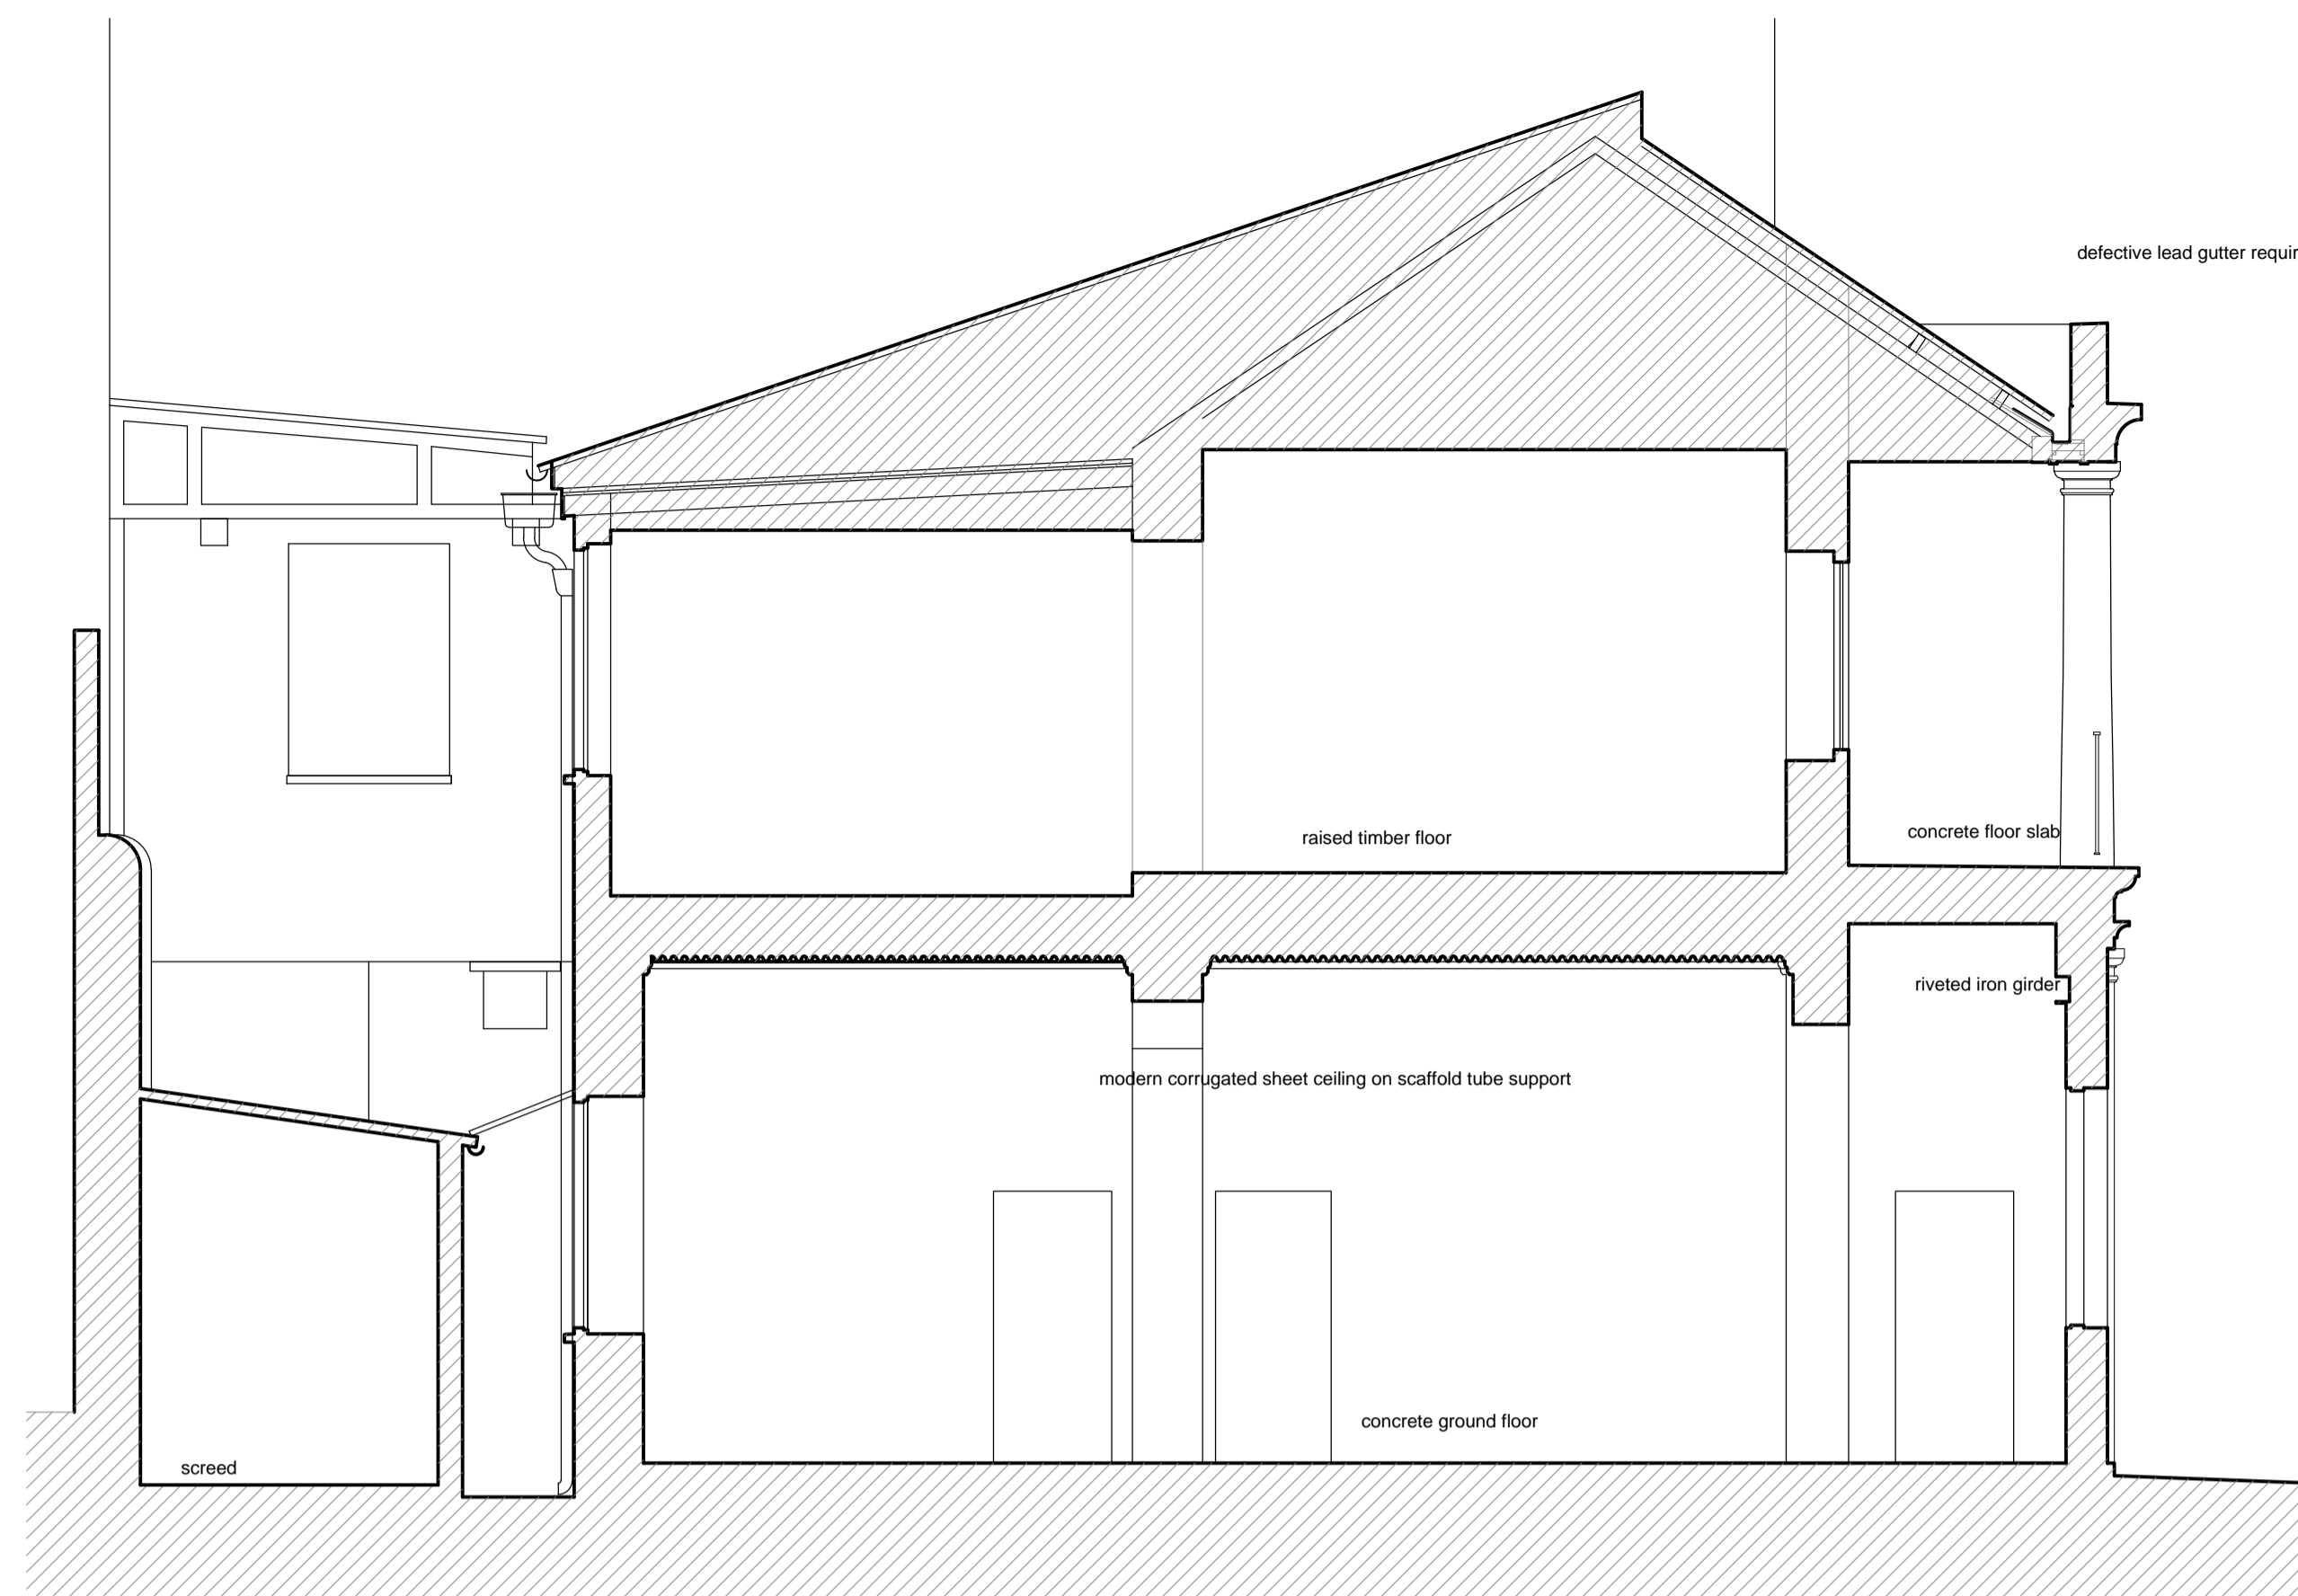 defective lead gutter
raised timber floor
concrete floor slab
riveted iron girder
modern corrugated sheet ceiling on scaffold tube support
concrete ground floor
screed